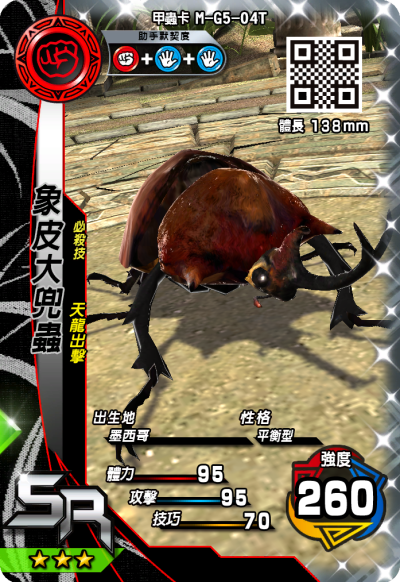 甲蟲卡 M-G5-04T
助手獸契度
體長 138mm
象皮大兜蟲
必殺技 天龍出擊
出生地
墨西哥
性格
平衡型
體力 95
攻擊 95
技巧 70
強度
260
SR